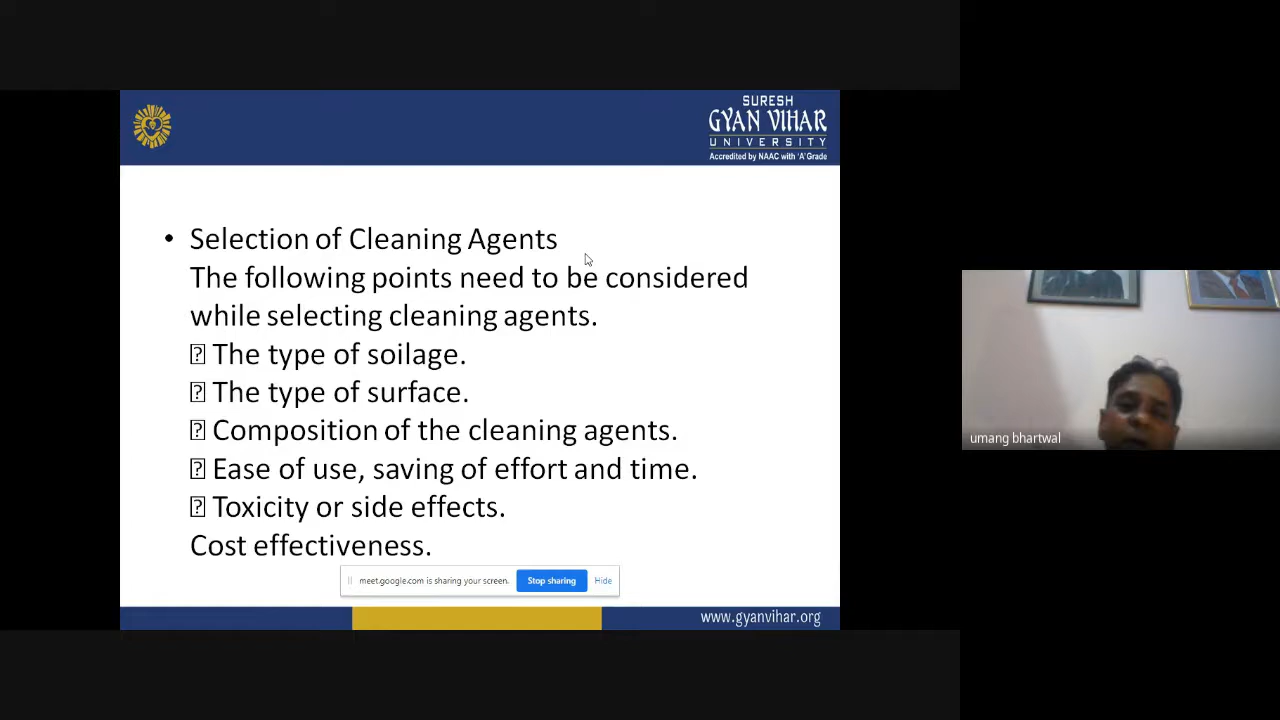 SURESH
GYAN VIHAR
UNIVERSITY
Accredited by NAAC with 'A' Grade
• Selection of Cleaning Agents
The following points need to be considered
while selecting cleaning agents.
⍰ The type of soilage.
⍰ The type of surface.
⍰ Composition of the cleaning agents.
⍰ Ease of use, saving of effort and time.
⍰ Toxicity or side effects.
Cost effectiveness.
meet.google.com is sharing your screen. Stop sharing Hide
www.gyanvihar.org
umang bhartwal